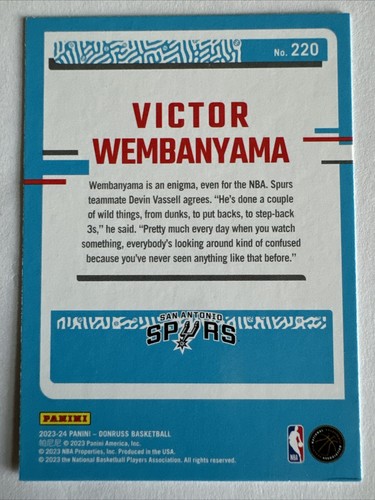 No. 220
VICTOR
WEMBANYAMA
Wembanyama is an enigma, even for the NBA. Spurs
teammate Devin Vassell agrees. “He's done a couple
of wild things, from dunks, to put backs, to step-back
3s,” he said. “Pretty much every day when you watch
something, everybody's looking around kind of confused
because you've never seen anything like that before.”
SAN ANTONIO
SPURS
PANINI
2023-24 PANINI – DONRUSS BASKETBALL
© 2023 Panini America, Inc.
© 2023 NBA Properties, Inc. Produced in the USA.
© 2023 the National Basketball Players Association. All rights reserved.
NBA